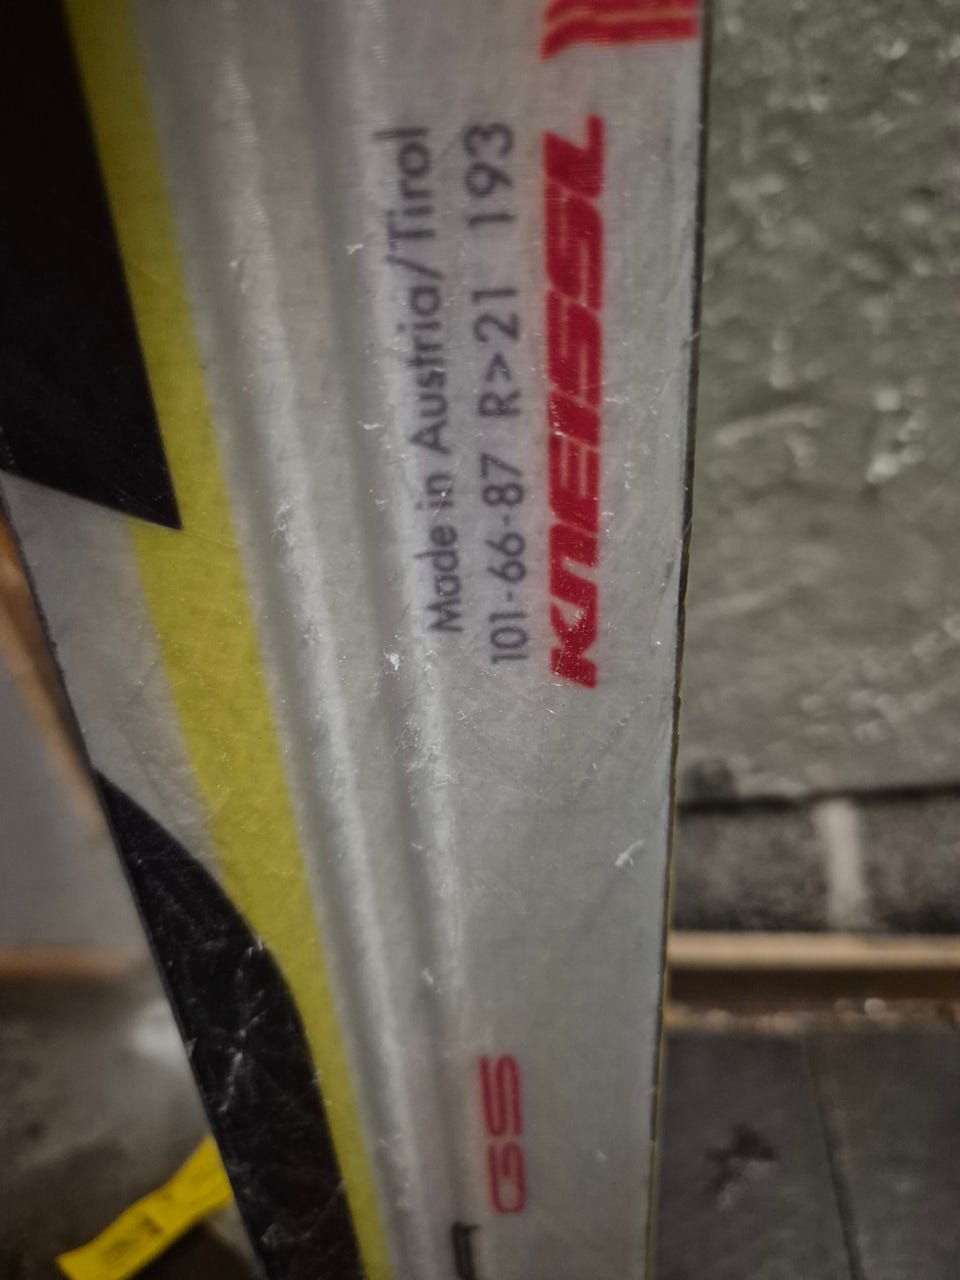 Made in Austria/Tirol
101-66-87 R>21 193
KNEISSL
GS